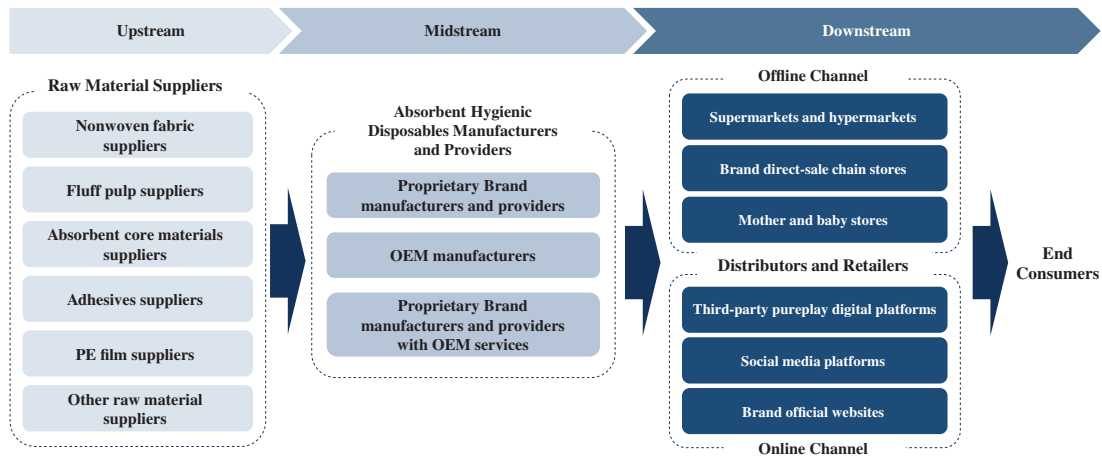 Upstream
Midstream
Downstream
Raw Material Suppliers
Nonwoven fabric
suppliers
Fluff pulp suppliers
Absorbent core materials
suppliers
Adhesives suppliers
PE film suppliers
Other raw material
suppliers
Absorbent Hygienic
Disposables Manufacturers
and Providers
Proprietary Brand
manufacturers and providers
OEM manufacturers
Proprietary Brand
manufacturers and providers
with OEM services
Offline Channel
Supermarkets and hypermarkets
Brand direct-sale chain stores
Mother and baby stores
Distributors and Retailers
Third-party pureplay digital platforms
Social media platforms
Brand official websites
Online Channel
End
Consumers